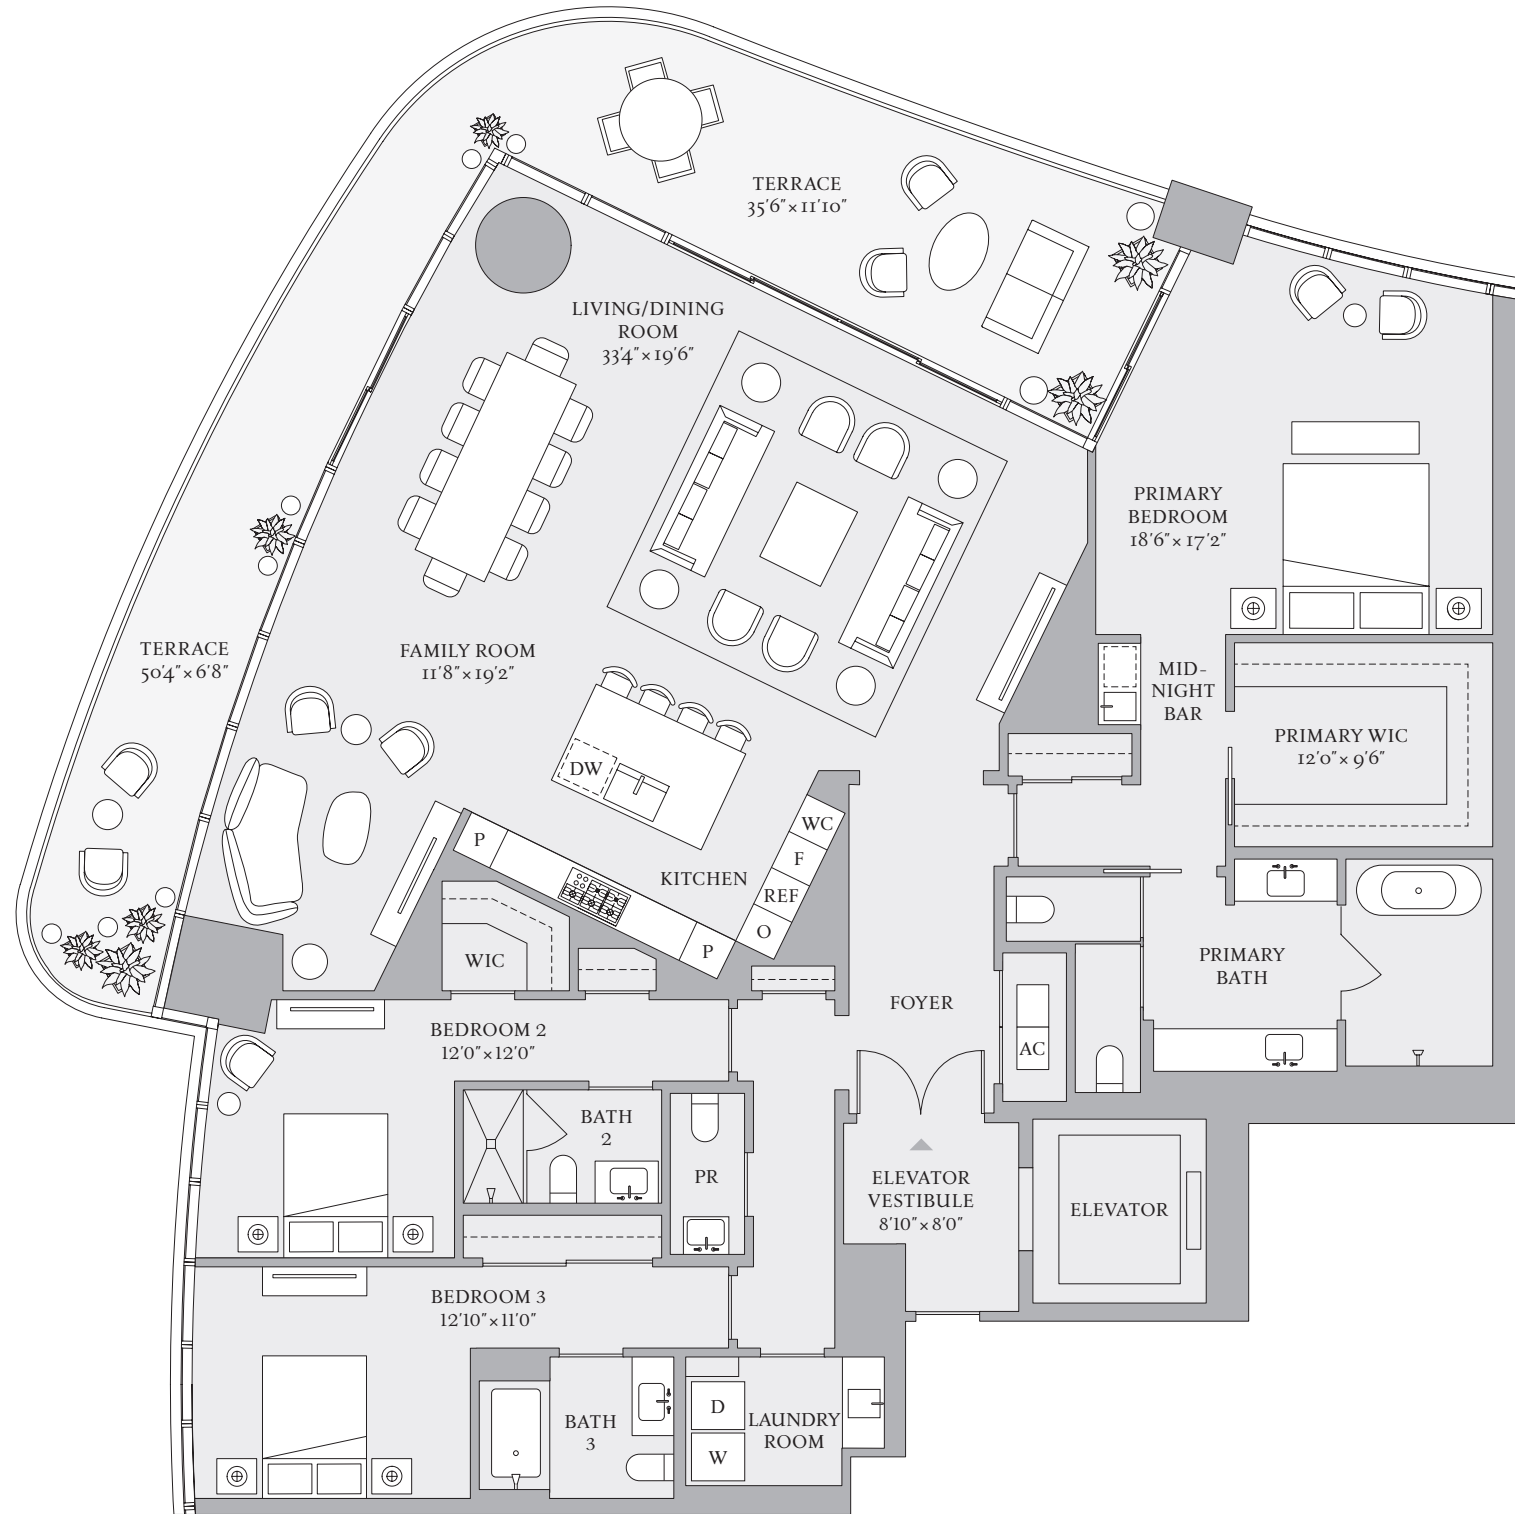 TERRACE
35'6"×11'10"
LIVING/DINING
ROOM
33'4"×19'6"
PRIMARY
BEDROOM
18'6"×17'2"
TERRACE
50'4"×6'8"
FAMILY ROOM
11'8"×19'2"
MID-
NIGHT
BAR
PRIMARY WIC
12'0"×9'6"
DW
P
WC
F
REF
O
KITCHEN
P
WIC
PRIMARY
BATH
FOYER
AC
BEDROOM 2
12'0"×12'0"
BATH
2
PR
ELEVATOR
VESTIBULE
8'10"×8'0"
ELEVATOR
BEDROOM 3
12'10"×11'0"
BATH
3
D
W
LAUNDRY
ROOM